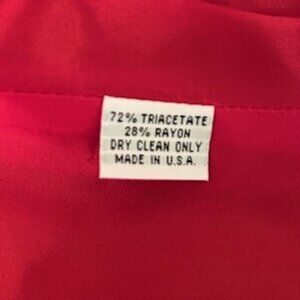 72% TRIACETATE
28% RAYON
DRY CLEAN ONLY
MADE IN U.S.A.